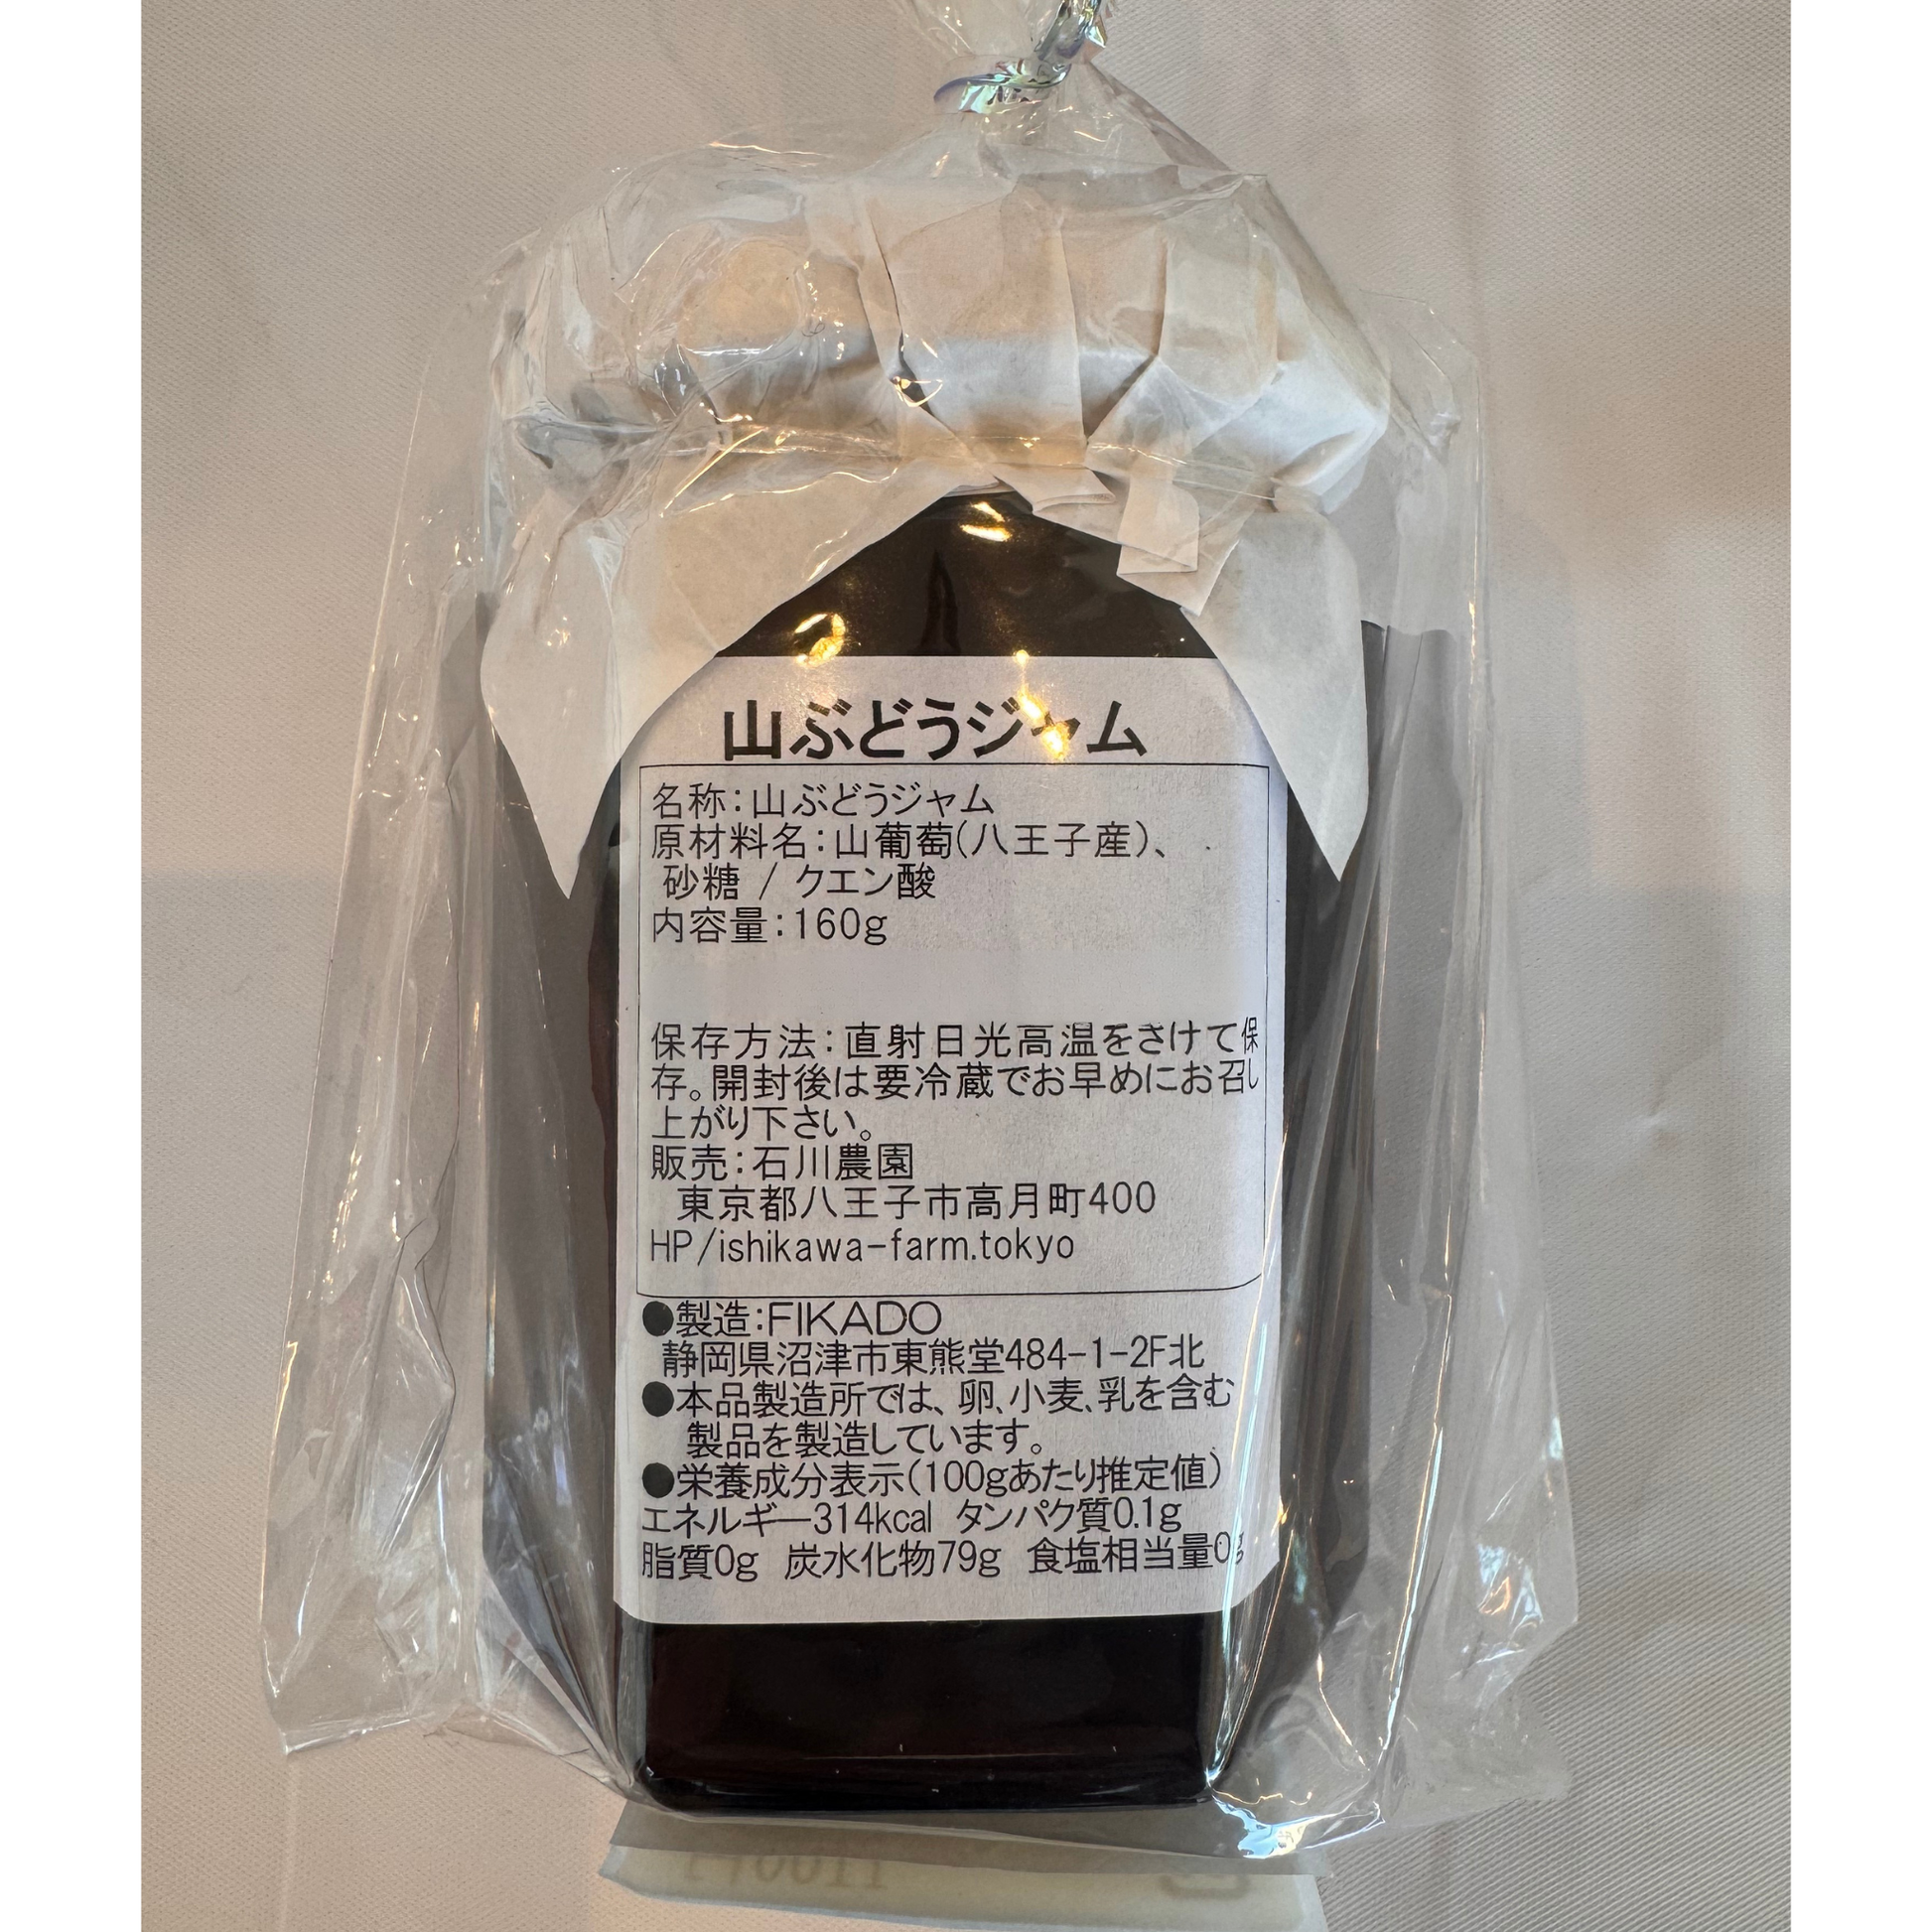 山ぶどうジャム
名称：山ぶどうジャム
原材料名：山葡萄(八王子産)、
砂糖 / クエン酸
内容量：160g
保存方法：直射日光高温をさけて保
存。開封後は要冷蔵でお早めにお召し
上がり下さい。
販売：石川農園
東京都八王子市高月町400
HP/ishikawa-farm.tokyo
●製造：FIKADO
静岡県沼津市東熊堂484-1-2F北
●本品製造所では、卵、小麦、乳を含む
製品を製造しています。
●栄養成分表示(100gあたり推定値)
エネルギー314kcal タンパク質0.1g
脂質0g 炭水化物79g 食塩相当量0g